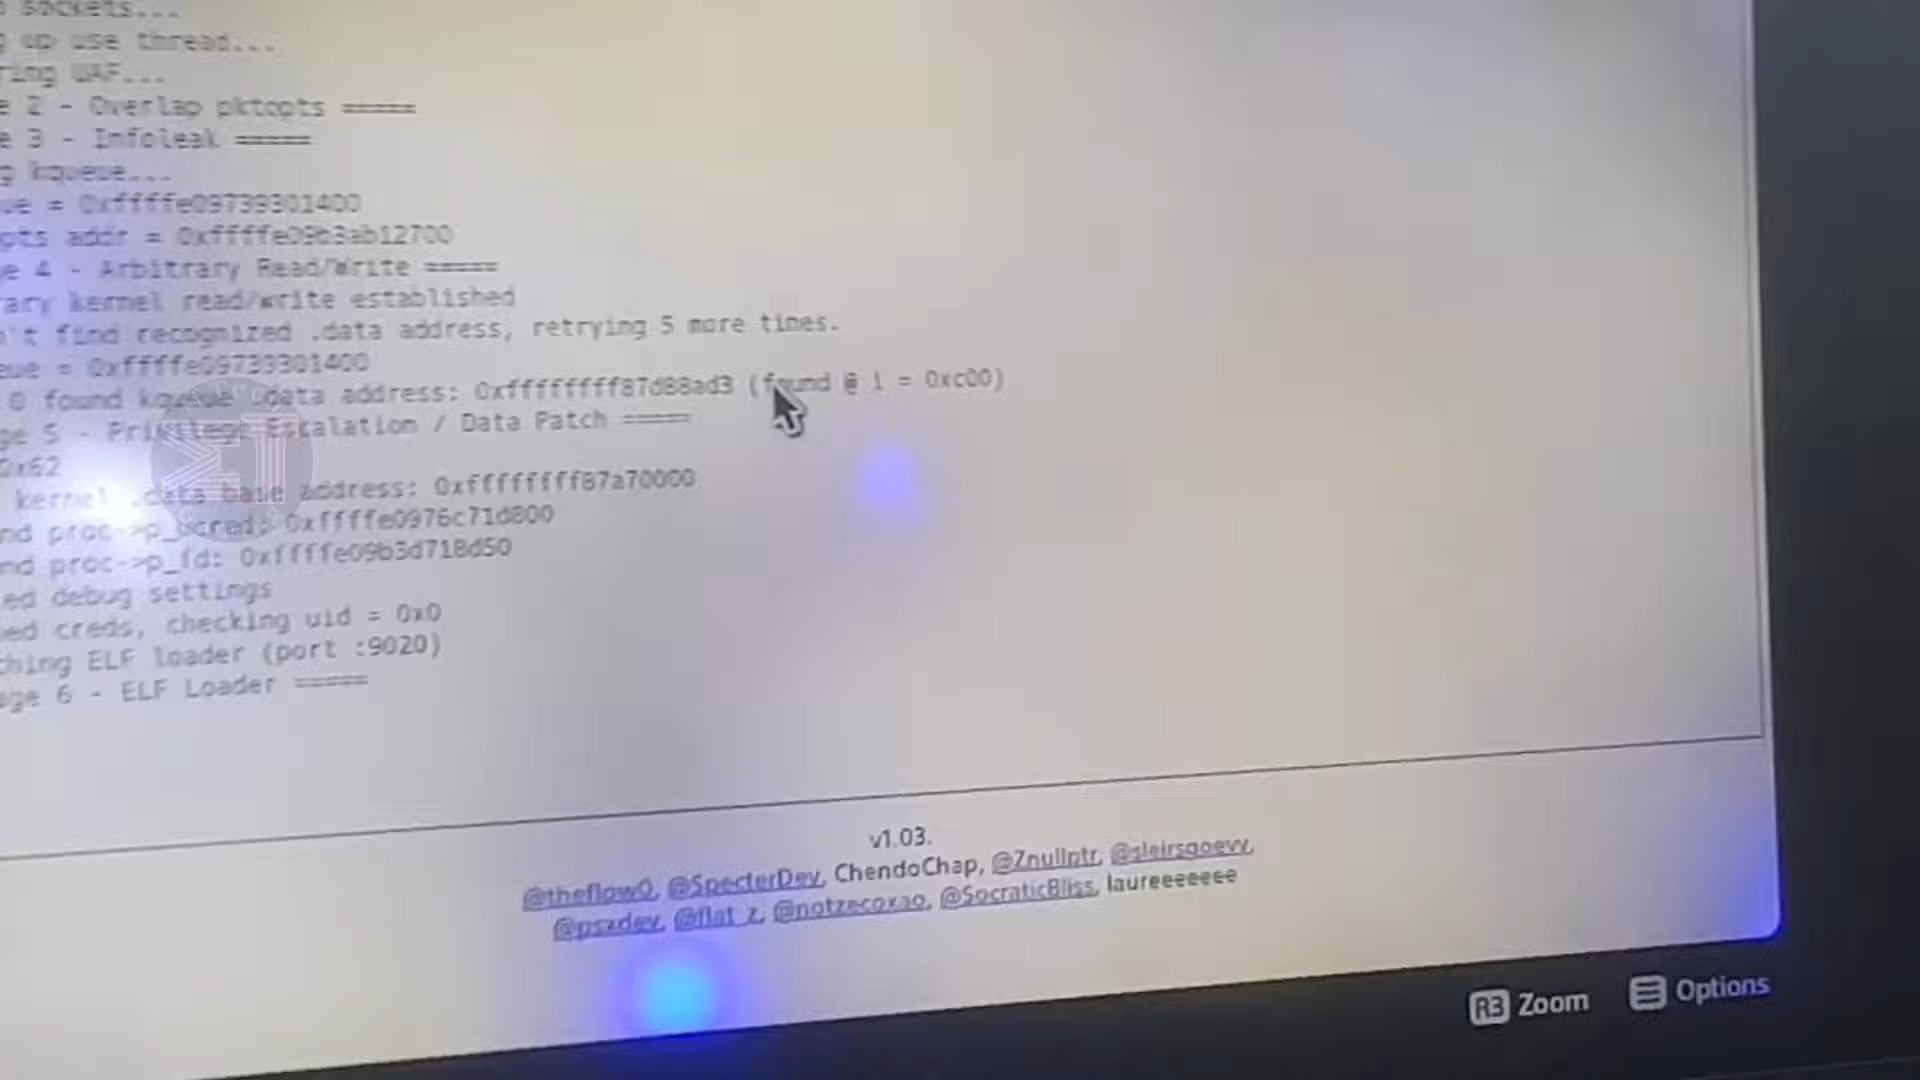 sockets...
up use thread...
ring UAF...
e 2 - Overlap pktopts =====
e 3 - Infoleak =====
g kqueue...
ue = 0xffffe09739301400
pts addr = 0xffffe09b3ab12700
ge 4 - Arbitrary Read/Write =====
rary kernel read/write established
n't find recognized .data address, retrying 5 more times.
eue = 0xffffe09739301400
0 found kqueue .data address: 0xffffffff87d88ad3 (found @ i = 0xc00)
ge 5 - Privilege Escalation / Data Patch =====
0x62
kernel .data base address: 0xffffffff87a70000
nd proc->p_ucred: 0xffffe0976c71d800
nd proc->p_fd: 0xffffe09b3d718d50
ed debug settings
hed creds, checking uid = 0x0
ching ELF loader (port :9020)
age 6 - ELF Loader =====
v1.03.
@theflow0, @SpecterDev, ChendoChap, @Znullptr, @sleirsgoevy,
@psxdev, @flat_z, @notzecoxao, @SocraticBliss, laureeeeeee
R3 Zoom
Options